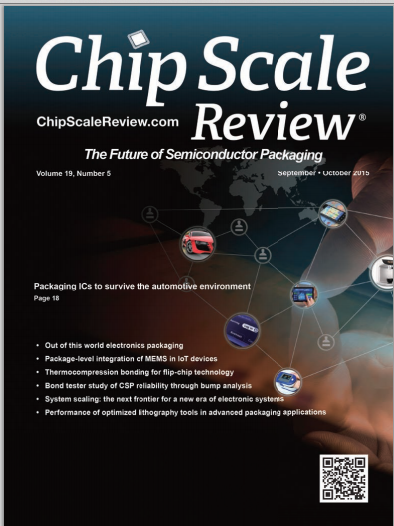 Chip Scale
ChipScaleReview.com Review®
The Future of Semiconductor Packaging
Volume 19, Number 5 September • October 2015
Packaging ICs to survive the automotive environment
Page 18
• Out of this world electronics packaging
• Package-level integration of MEMS in IoT devices
• Thermocompression bonding for flip-chip technology
• Bond tester study of CSP reliability through bump analysis
• System scaling: the next frontier for a new era of electronic systems
• Performance of optimized lithography tools in advanced packaging applications